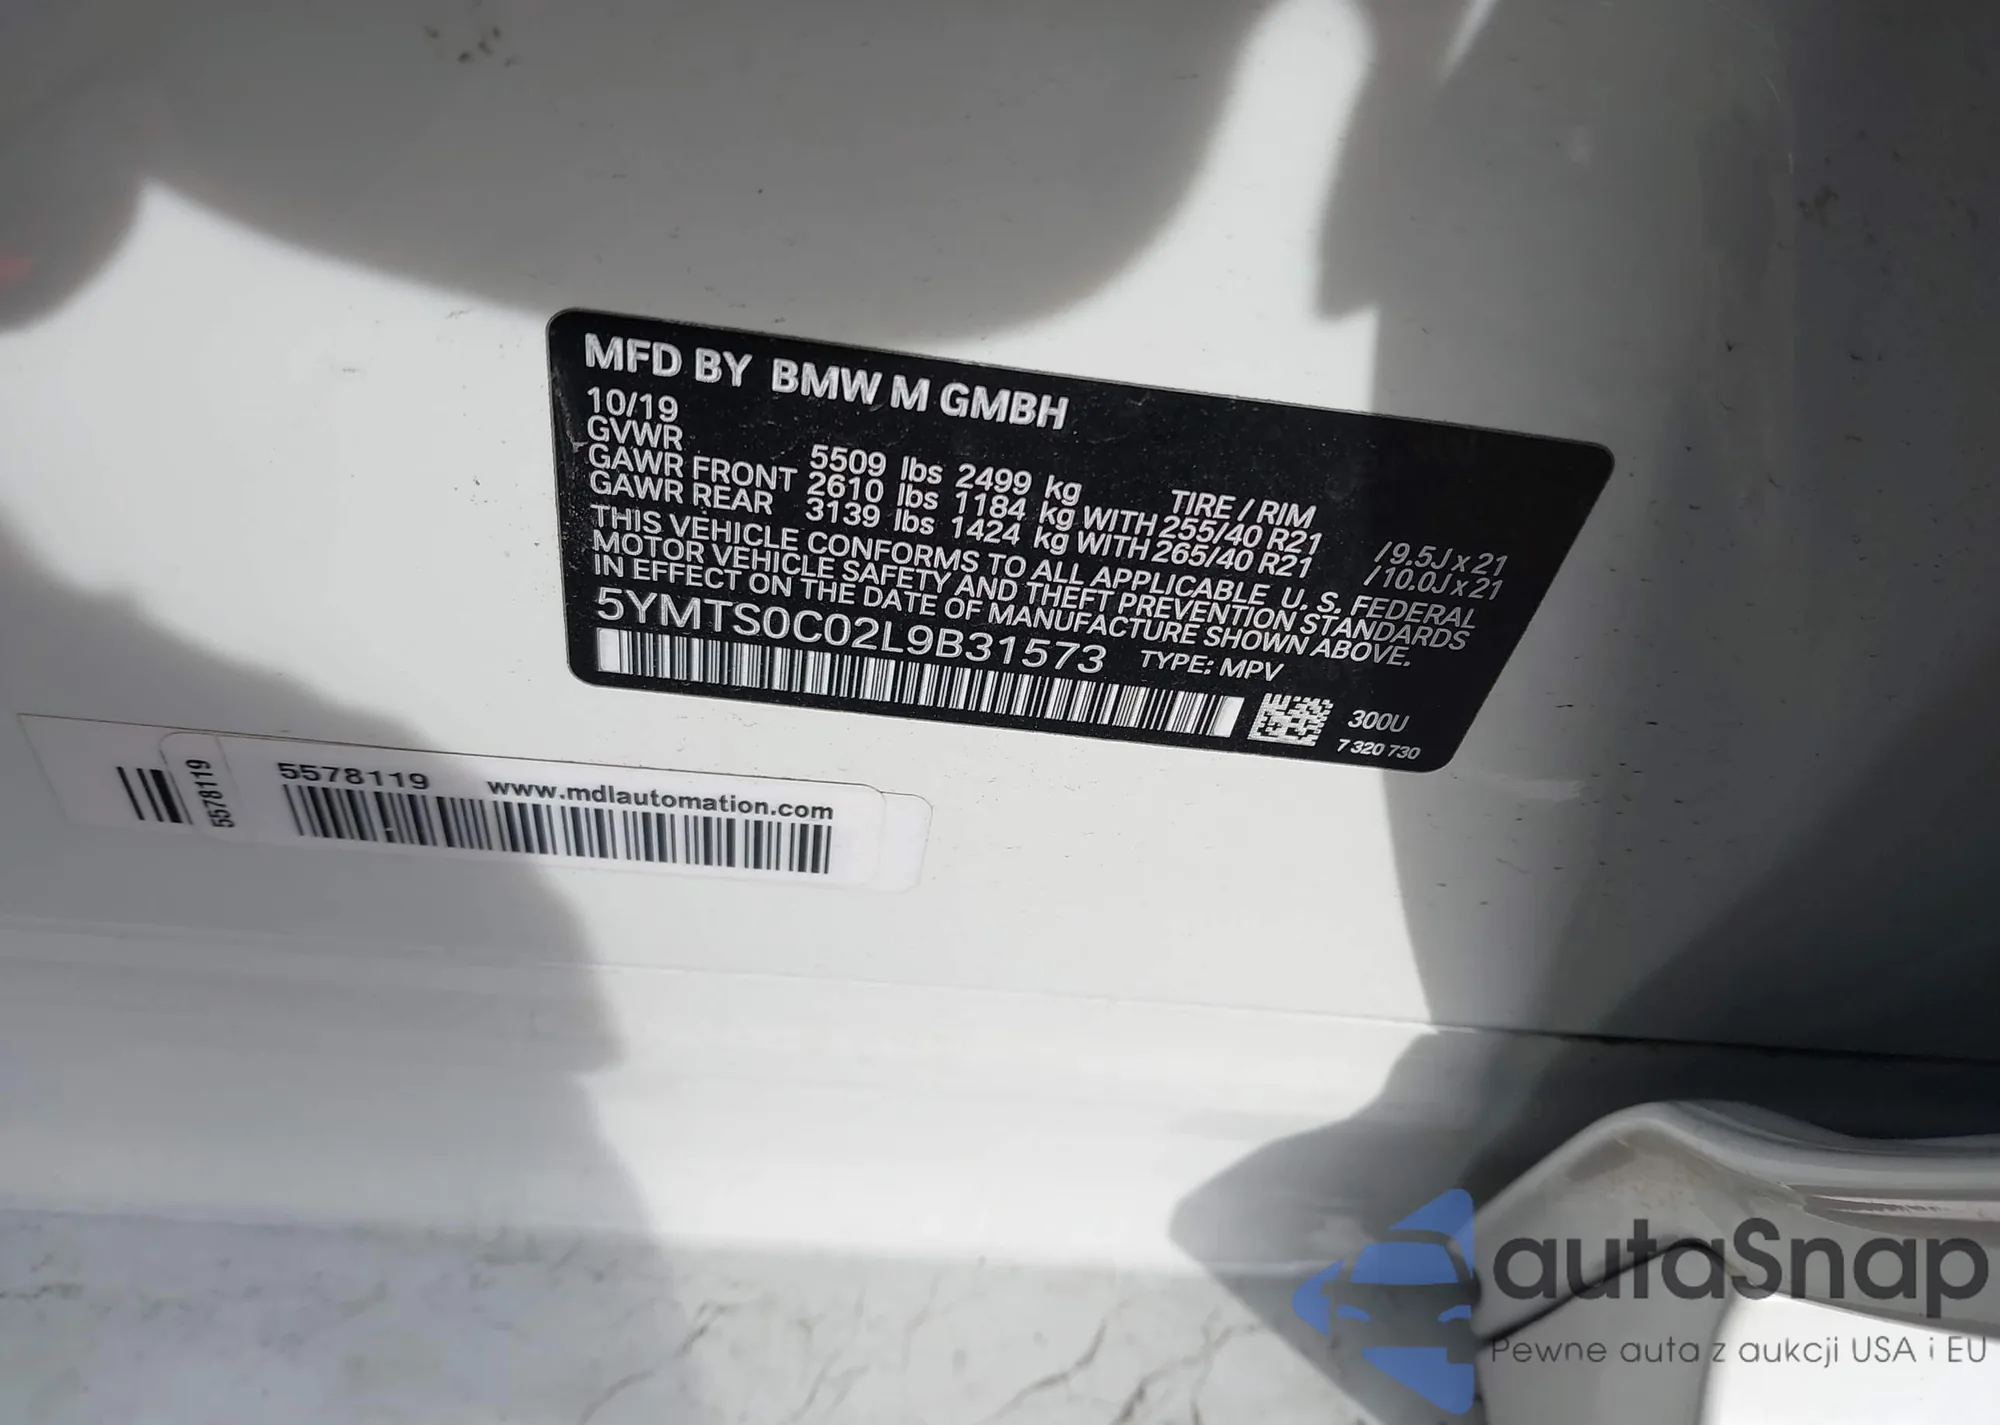 MFD BY BMW M GMBH
10/19
GVWR 5509 lbs 2499 kg TIRE / RIM
GAWR FRONT 2610 lbs 1184 kg WITH 255/40 R21 /9.5J x 21
GAWR REAR 3139 lbs 1424 kg WITH 265/40 R21 /10.0J x 21
THIS VEHICLE CONFORMS TO ALL APPLICABLE U. S. FEDERAL
MOTOR VEHICLE SAFETY AND THEFT PREVENTION STANDARDS
IN EFFECT ON THE DATE OF MANUFACTURE SHOWN ABOVE.
5YMTS0C02L9B31573 TYPE: MPV
300U
7 320 730
5578119
5578119 www.mdlautomation.com
autaSnap
Pewne auta z aukcji USA i EU